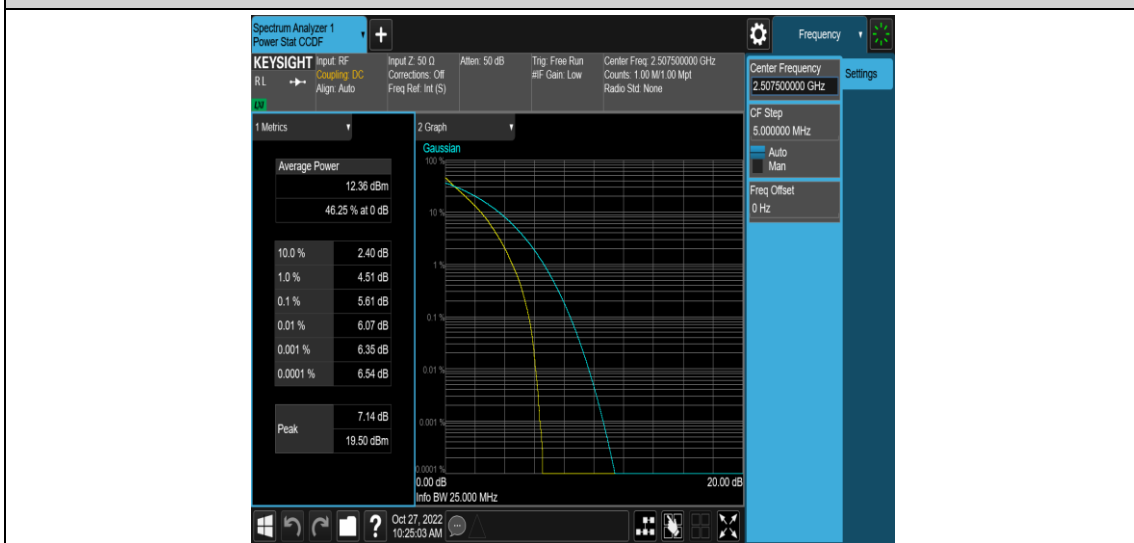 Spectrum Analyzer 1
Power Stat CCDF
+
Frequency
KEYSIGHT
RL
LXI
Input: RF
Coupling: DC
Align: Auto
Input Z: 50 Ω
Corrections: Off
Freq Ref: Int (S)
Atten: 50 dB
Trig: Free Run
#IF Gain: Low
Center Freq: 2.507500000 GHz
Counts: 1.00 M/1.00 Mpt
Radio Std: None
Center Frequency
2.507500000 GHz
Settings
CF Step
5.000000 MHz
Auto
Man
Freq Offset
0 Hz
1 Metrics
Average Power
12.36 dBm
46.25 % at 0 dB
10.0 % 2.40 dB
1.0 % 4.51 dB
0.1 % 5.61 dB
0.01 % 6.07 dB
0.001 % 6.35 dB
0.0001 % 6.54 dB
Peak
7.14 dB
19.50 dBm
2 Graph
Gaussian
100 %
10 %
1 %
0.1 %
0.01 %
0.001 %
0.0001 %
0.00 dB 20.00 dB
Info BW 25.000 MHz
?
Oct 27, 2022
10:25:03 AM